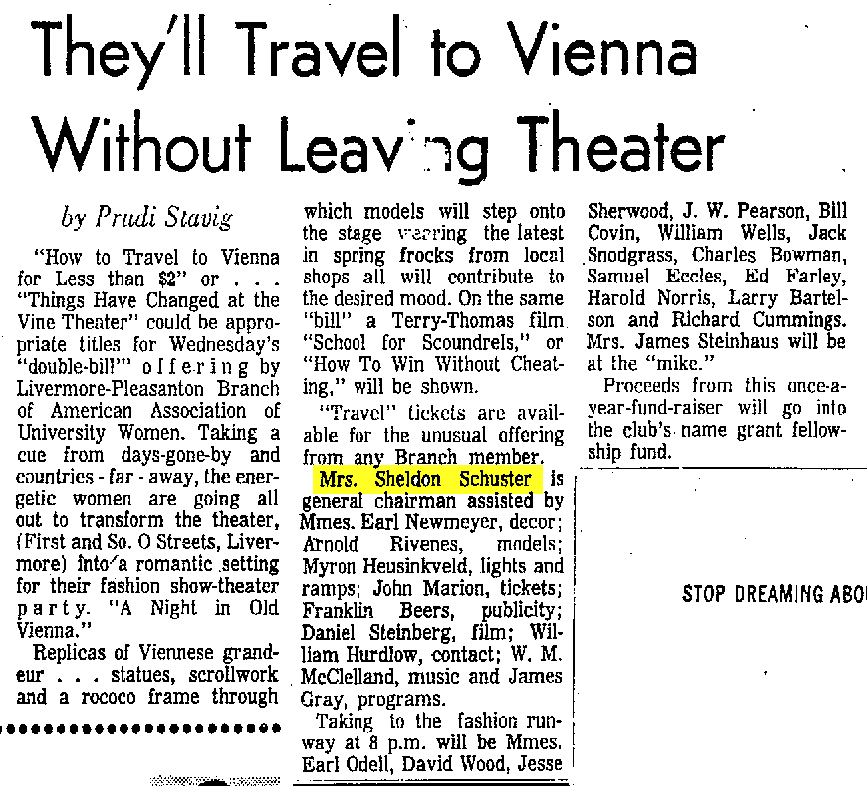 They'll Travel to Vienna
Without Leaving Theater
by Prudi Stavig
"How to Travel to Vienna
for Less than $2" or . . .
"Things Have Changed at the
Vine Theater" could be appro-
priate titles for Wednesday's
"double-bill'" offering by
Livermore-Pleasanton Branch
of American Association of
University Women. Taking a
cue from days-gone-by and
countries - far - away, the ener-
getic women are going all
out to transform the theater,
(First and So. O Streets, Liver-
more) into a romantic setting
for their fashion show-theater
party. "A Night in Old
Vienna."
Replicas of Viennese grand-
eur . . . statues, scrollwork
and a rococo frame through
which models will step onto
the stage wearing the latest
in spring frocks from local
shops all will contribute to
the desired mood. On the same
"bill" a Terry-Thomas film
"School for Scoundrels," or
"How To Win Without Cheat-
ing," will be shown.
"Travel" tickets are avail-
able for the unusual offering
from any Branch member.
Mrs. Sheldon Schuster is
general chairman assisted by
Mmes. Earl Newmeyer, decor;
Arnold Rivenes, models;
Myron Heusinkveld, lights and
ramps; John Marion, tickets;
Franklin Beers, publicity;
Daniel Steinberg, film; Wil-
liam Hurdlow, contact; W. M.
McClelland, music and James
Gray, programs.
Taking to the fashion run-
way at 8 p.m. will be Mmes.
Earl Odell, David Wood, Jesse
Sherwood, J. W. Pearson, Bill
Covin, William Wells, Jack
Snodgrass, Charles Bowman,
Samuel Eccles, Ed Farley,
Harold Norris, Larry Bartel-
son and Richard Cummings.
Mrs. James Steinhaus will be
at the "mike."
Proceeds from this once-a-
year-fund-raiser will go into
the club's name grant fellow-
ship fund.
STOP DREAMING ABO